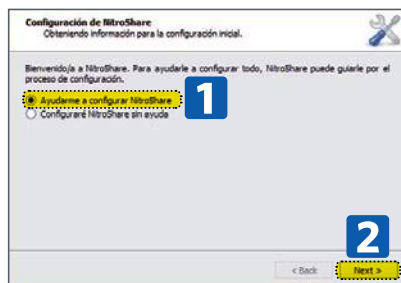 Configuración de NitroShare
Obteniendo información para la configuración inicial.
Bienvenido/a a NitroShare. Para ayudarle a configurar todo, NitroShare puede guiarle por el
proceso de configuración.
Ayudarme a configurar NitroShare
1
Configuraré NitroShare sin ayuda
2
< Back Next >